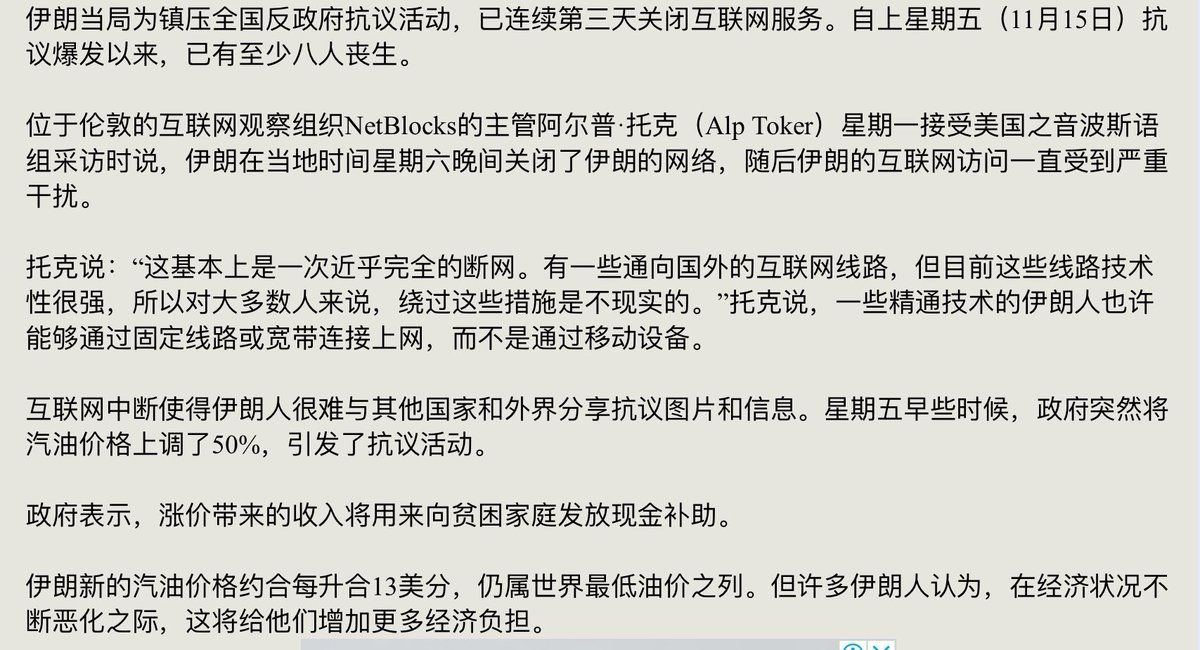 伊朗当局为镇压全国反政府抗议活动，已连续第三天关闭互联网服务。自上星期五（11月15日）抗
议爆发以来，已有至少八人丧生。
位于伦敦的互联网观察组织NetBlocks的主管阿尔普·托克（Alp Toker）星期一接受美国之音波斯语
组采访时说，伊朗在当地时间星期六晚间关闭了伊朗的网络，随后伊朗的互联网访问一直受到严重
干扰。
托克说：“这基本上是一次近乎完全的断网。有一些通向国外的互联网线路，但目前这些线路技术
性很强，所以对大多数人来说，绕过这些措施是不现实的。”托克说，一些精通技术的伊朗人也许
能够通过固定线路或宽带连接上网，而不是通过移动设备。
互联网中断使得伊朗人很难与其他国家和外界分享抗议图片和信息。星期五早些时候，政府突然将
汽油价格上调了50%，引发了抗议活动。
政府表示，涨价带来的收入将用来向贫困家庭发放现金补助。
伊朗新的汽油价格约合每升合13美分，仍属世界最低油价之列。但许多伊朗人认为，在经济状况不
断恶化之际，这将给他们增加更多经济负担。